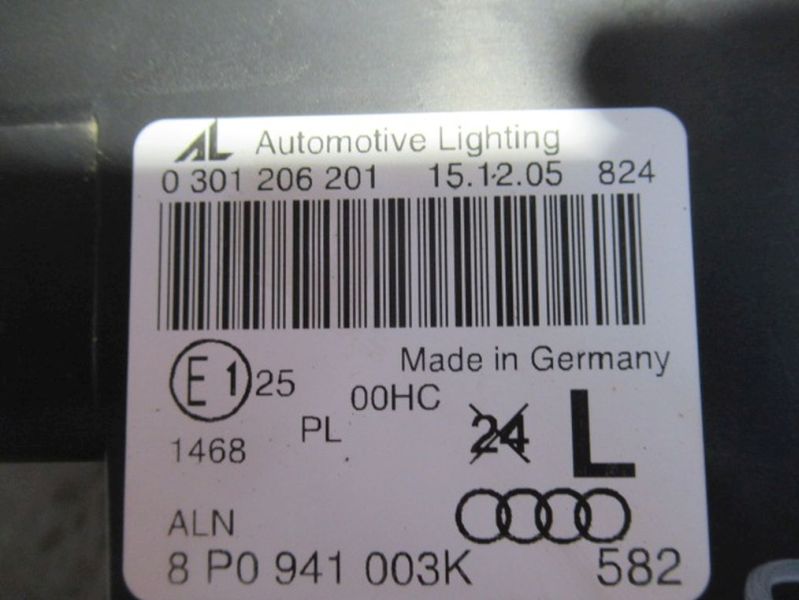 AL Automotive Lighting
0 301 206 201 15.12.05 824
Made in Germany
E1 25 00HC
PL 24 L
1468
ALN
8 P0 941 003K 582